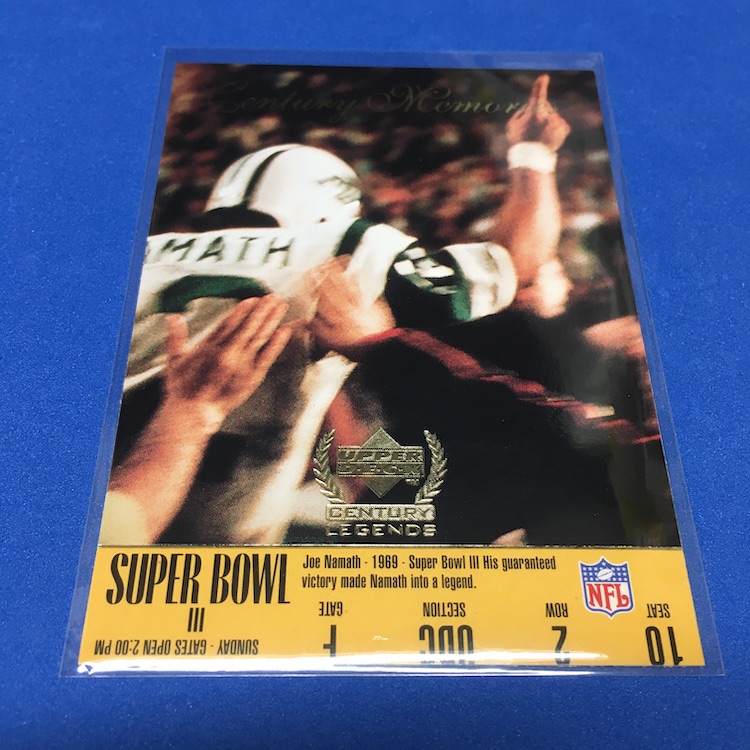 Century Memories
MATH
UPPER
DECK
CENTURY
LEGENDS
SUPER BOWL
III
Joe Namath - 1969 - Super Bowl III His guaranteed
victory made Namath into a legend.
NFL
SUNDAY - GATES OPEN 2:00 PM
GATE
F
SECTION
UDC
ROW
2
SEAT
10